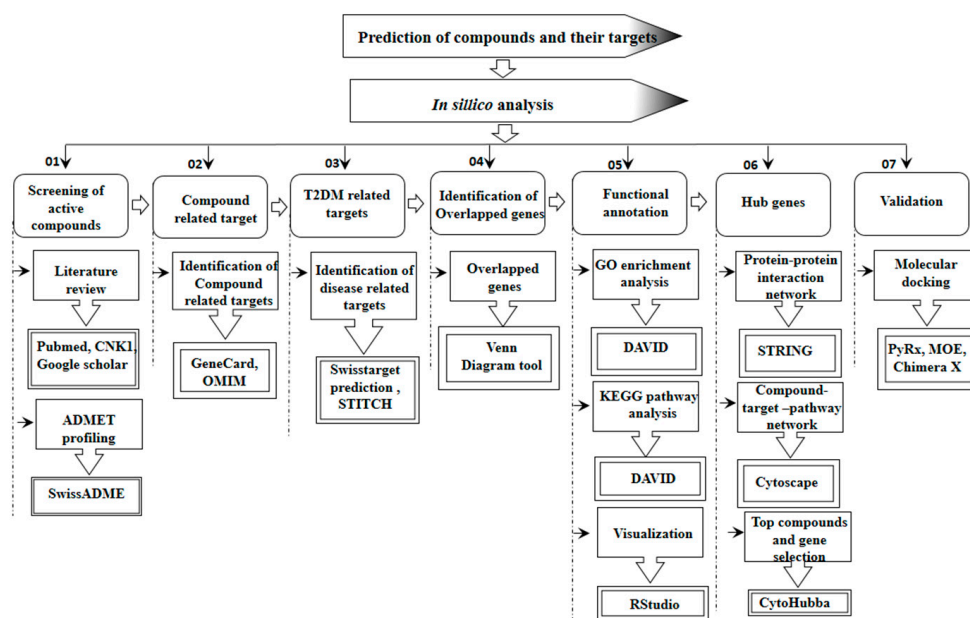 Prediction of compounds and their targets
In sillico analysis
01
02
03
04
05
06
07
Screening of
active
compounds
Compound
related target
T2DM related
targets
Identification of
Overlapped genes
Functional
annotation
Hub genes
Validation
Literature
review
Pubmed, CNK1,
Google scholar
ADMET
profiling
SwissADME
Identification of
Compound
related targets
GeneCard,
OMIM
Identification of
disease related
targets
Swisstarget
prediction ,
STITCH
Overlapped
genes
Venn
Diagram tool
GO enrichment
analysis
DAVID
KEGG pathway
analysis
DAVID
Visualization
RStudio
Protein-protein
interaction
network
STRING
Compound-
target –pathway
network
Cytoscape
Top compounds
and gene
selection
CytoHubba
Molecular
docking
PyRx, MOE,
Chimera X